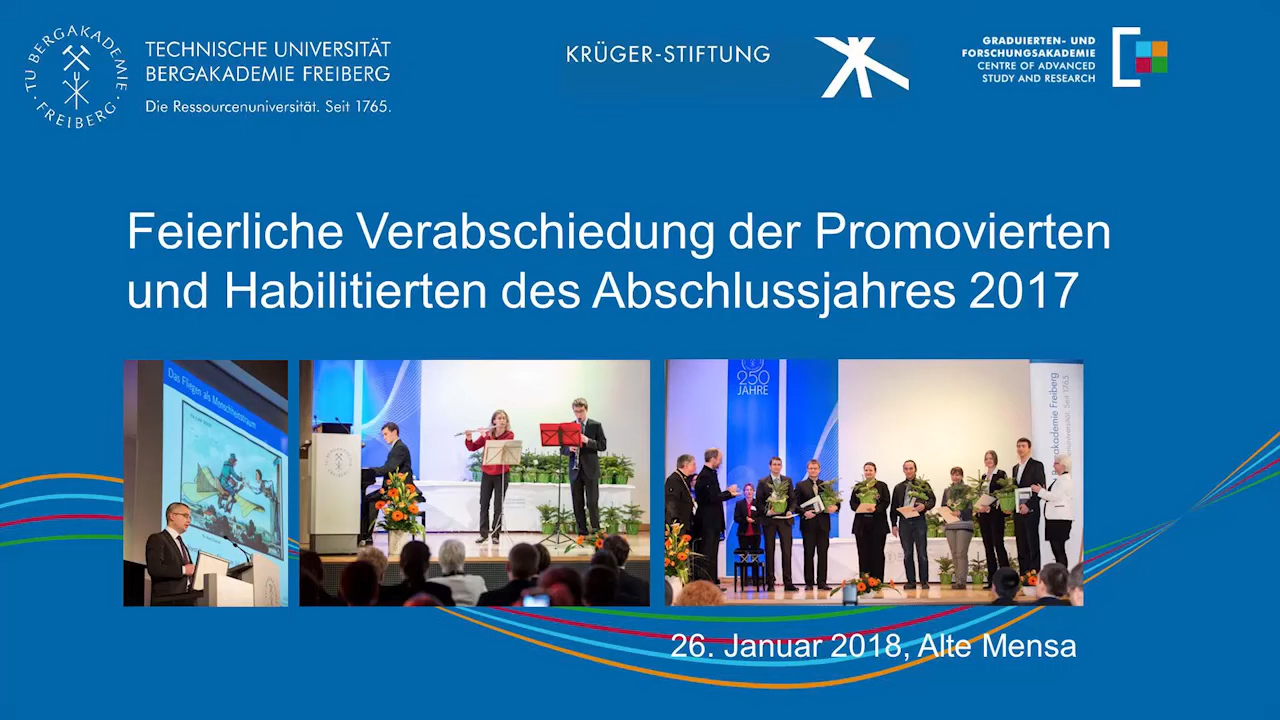 TU BERGAKADEMIE
FREIBERG
TECHNISCHE UNIVERSITÄT
BERGAKADEMIE FREIBERG
Die Ressourcenuniversität. Seit 1765.
KRÜGER-STIFTUNG
GRADUIERTEN- UND
FORSCHUNGSAKADEMIE
CENTRE OF ADVANCED
STUDY AND RESEARCH
Feierliche Verabschiedung der Promovierten
und Habilitierten des Abschlussjahres 2017
Das Fliegen als Menschheitstraum
250
JAHRE
akademie Freiberg
Seit 1765
26. Januar 2018, Alte Mensa